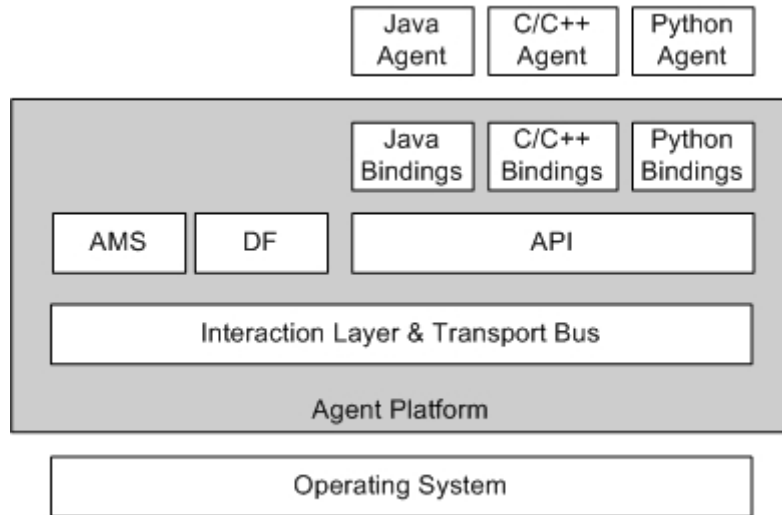 Java
Agent
C/C++
Agent
Python
Agent
Java
Bindings
C/C++
Bindings
Python
Bindings
AMS
DF
API
Interaction Layer & Transport Bus
Agent Platform
Operating System